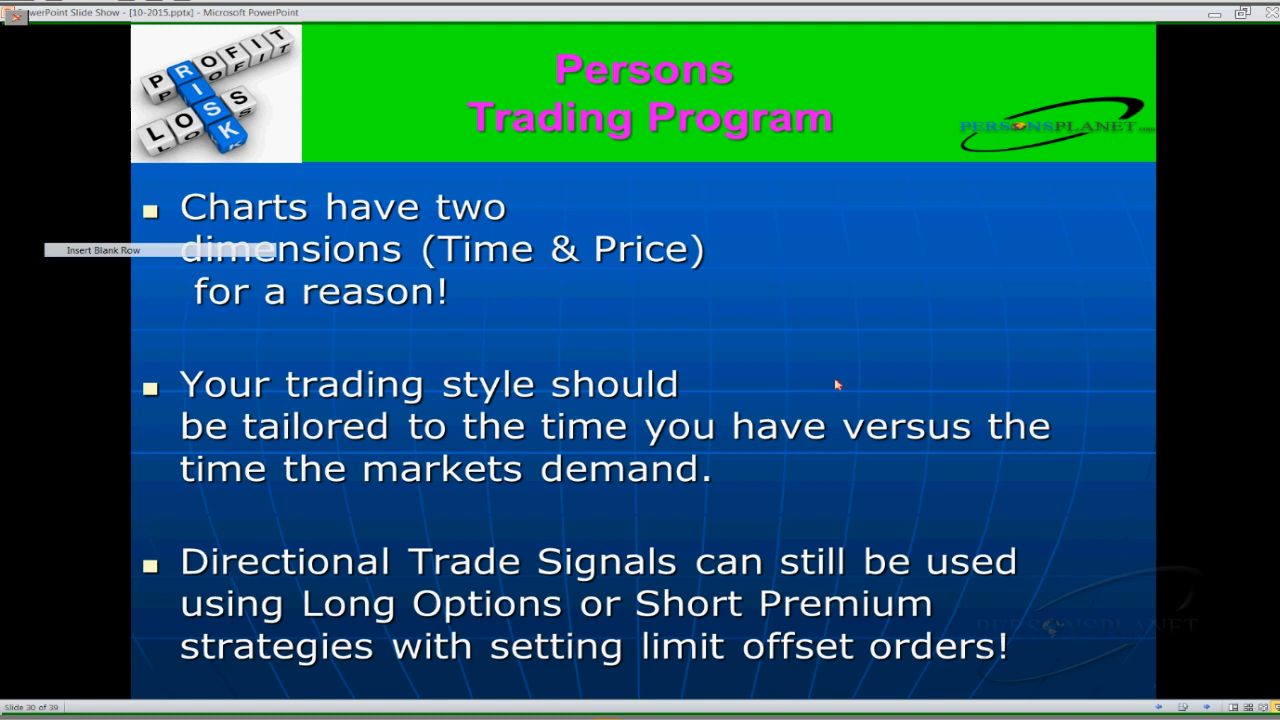 PowerPoint Slide Show - [10-2015.pptx] - Microsoft PowerPoint
PROFIT
RISK
LOSS
Persons
Trading Program
PERSONSPLANET.com
Charts have two
dimensions (Time & Price)
for a reason!
Insert Blank Row
Your trading style should
be tailored to the time you have versus the
time the markets demand.
Directional Trade Signals can still be used
using Long Options or Short Premium
strategies with setting limit offset orders!
PERSONSPLANET
Slide 30 of 39